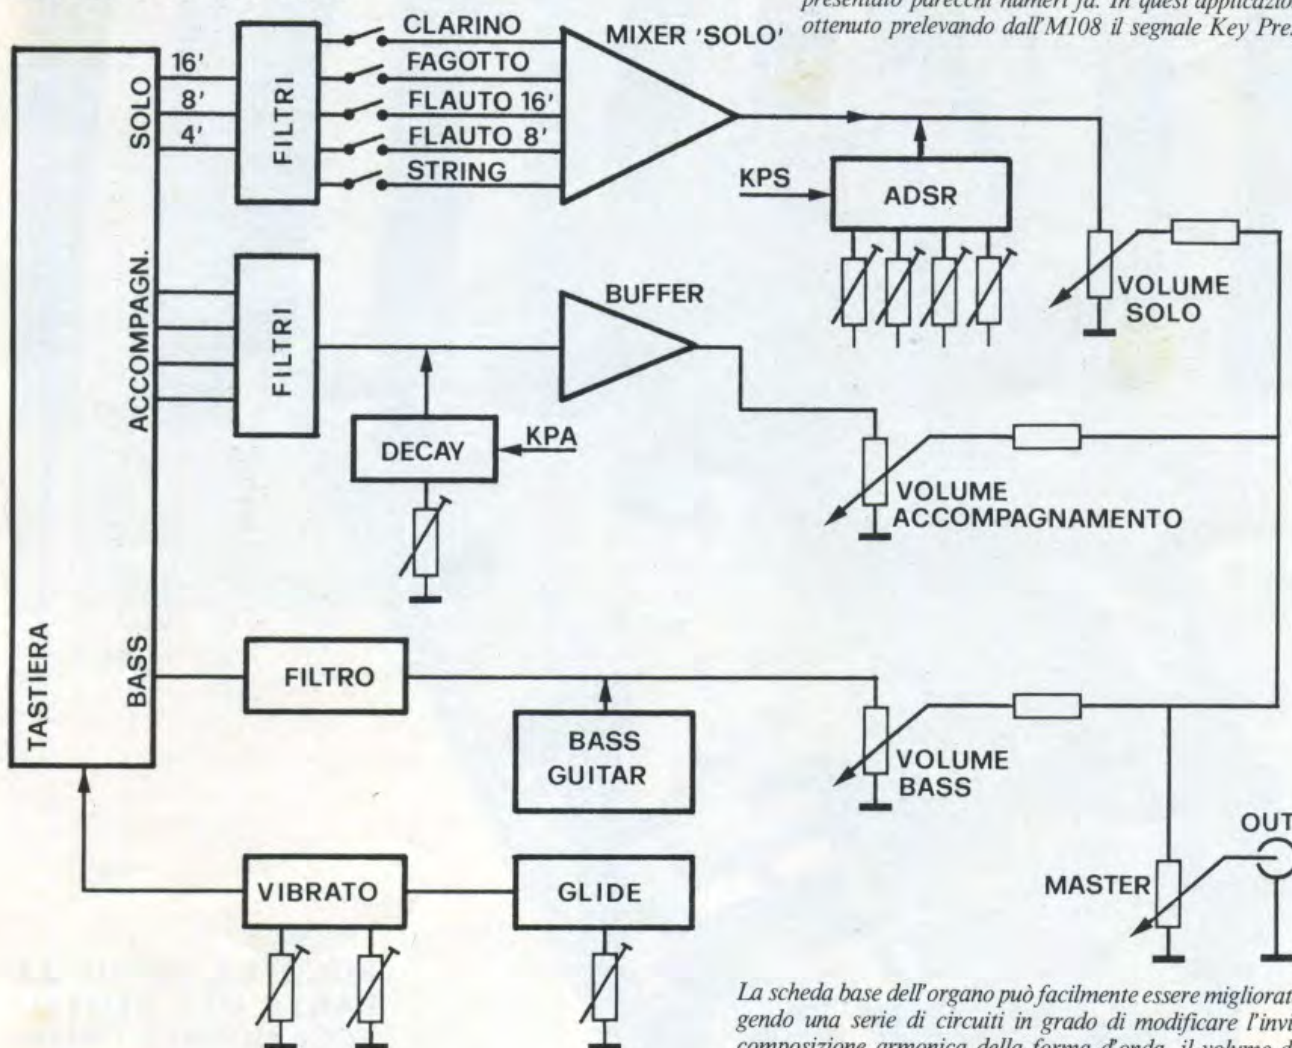 presentato parecchi numeri fa. In quest'applicazio
ottenuto prelevando dall'M108 il segnale Key Pre
SOLO
16'
8'
4'
FILTRI
CLARINO
FAGOTTO
FLAUTO 16'
FLAUTO 8'
STRING
MIXER 'SOLO'
KPS
ADSR
VOLUME
SOLO
ACCOMPAGN.
FILTRI
BUFFER
DECAY
KPA
VOLUME
ACCOMPAGNAMENTO
TASTIERA
BASS
FILTRO
BASS
GUITAR
VOLUME
BASS
OUT
MASTER
VIBRATO
GLIDE
La scheda base dell'organo può facilmente essere migliorat
gendo una serie di circuiti in grado di modificare l'invi
composizione armonica della forma d'onda, il volume d